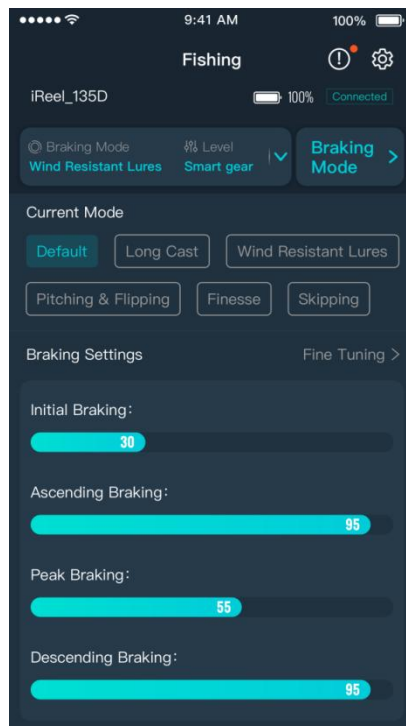 9:41 AM 100%
Fishing
iReel_135D 100% Connected
Braking Mode Level
Wind Resistant Lures Smart gear
Braking Mode >
Current Mode
Default Long Cast Wind Resistant Lures
Pitching & Flipping Finesse Skipping
Braking Settings Fine Tuning >
Initial Braking:
30
Ascending Braking:
95
Peak Braking:
55
Descending Braking:
95